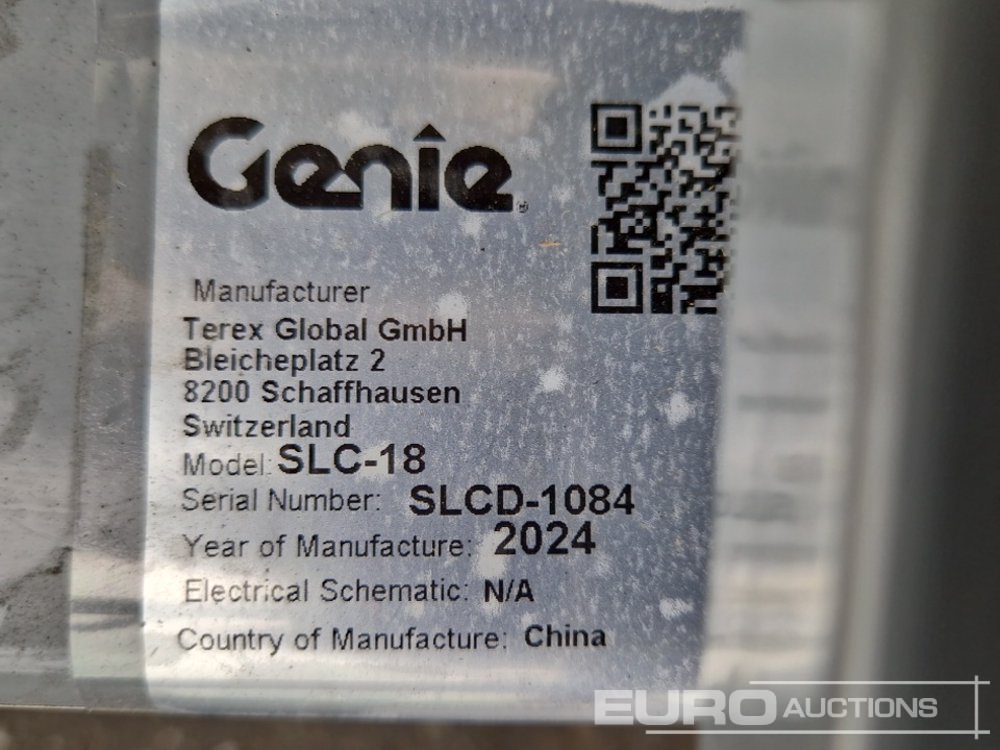 Genie®
Manufacturer
Terex Global GmbH
Bleicheplatz 2
8200 Schaffhausen
Switzerland
Model: SLC-18
Serial Number: SLCD-1084
Year of Manufacture: 2024
Electrical Schematic: N/A
Country of Manufacture: China
EURO AUCTIONS